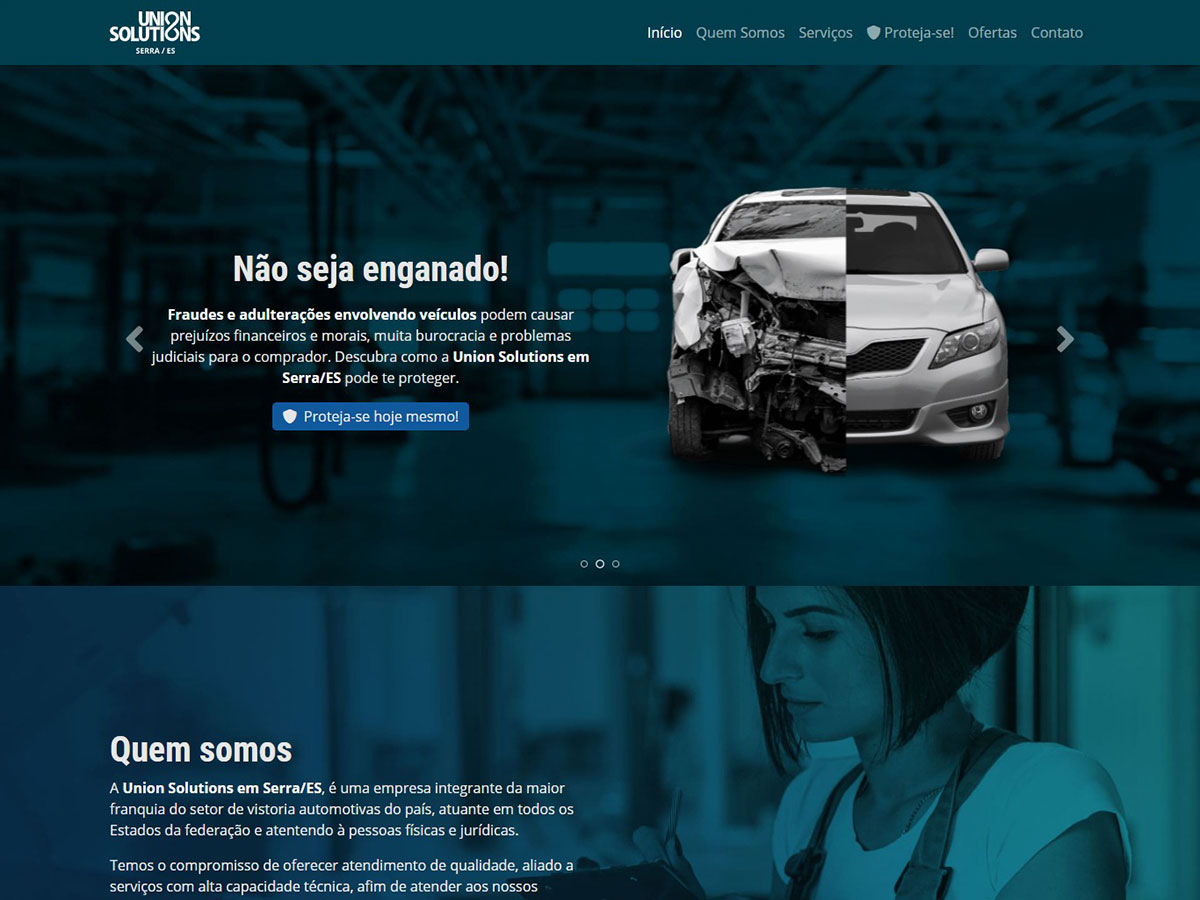 UNION
SOLUTIONS
SERRA / ES
Início Quem Somos Serviços Proteja-se! Ofertas Contato
Não seja enganado!
Fraudes e adulterações envolvendo veículos podem causar
prejuízos financeiros e morais, muita burocracia e problemas
judiciais para o comprador. Descubra como a Union Solutions em
Serra/ES pode te proteger.
Proteja-se hoje mesmo!
Quem somos
A Union Solutions em Serra/ES, é uma empresa integrante da maior
franquia do setor de vistoria automotivas do país, atuante em todos os
Estados da federação e atentendo à pessoas físicas e jurídicas.
Temos o compromisso de oferecer atendimento de qualidade, aliado a
serviços com alta capacidade técnica, afim de atender aos nossos